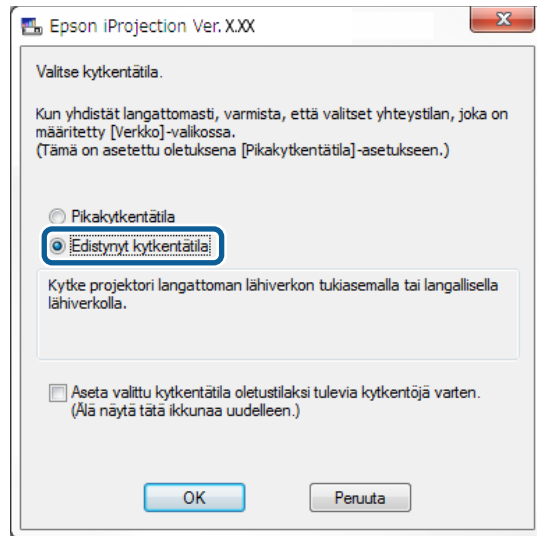 Epson iProjection Ver. X.XX
Valitse kytkentätila.
Kun yhdistät langattomasti, varmista, että valitset yhteystilan, joka on
määritetty [Verkko]-valikossa.
(Tämä on asetettu oletuksena [Pikakytkentätila]-asetukseen.)
Pikakytkentätila
Edistynyt kytkentätila
Kytke projektori langattoman lähiverkon tukiasemalla tai langallisella
lähiverkolla.
Aseta valittu kytkentätila oletustilaksi tulevia kytkentöjä varten.
(Älä näytä tätä ikkunaa uudelleen.)
OK Peruuta